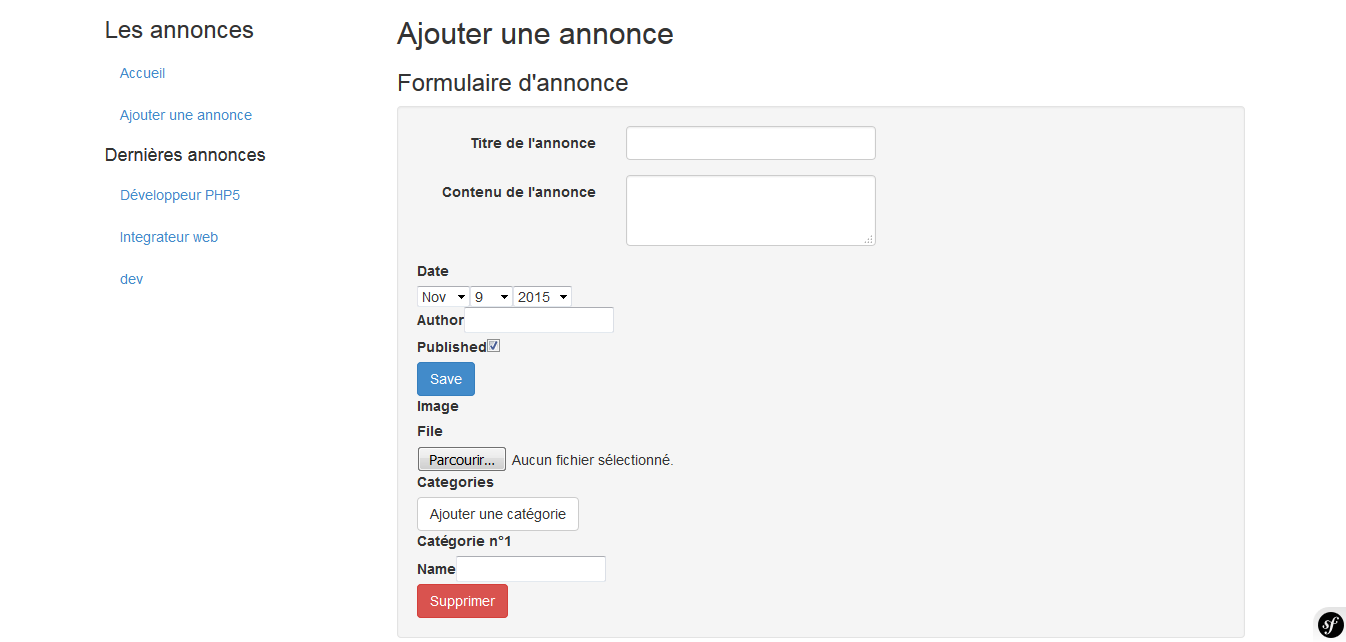 Les annonces
Accueil
Ajouter une annonce
Dernières annonces
Développeur PHP5
Integrateur web
dev
Ajouter une annonce
Formulaire d'annonce
Titre de l'annonce
Contenu de l'annonce
Date
Nov 9 2015
Author
Published
Save
Image
File
Parcourir... Aucun fichier sélectionné.
Categories
Ajouter une catégorie
Catégorie n°1
Name
Supprimer
sf